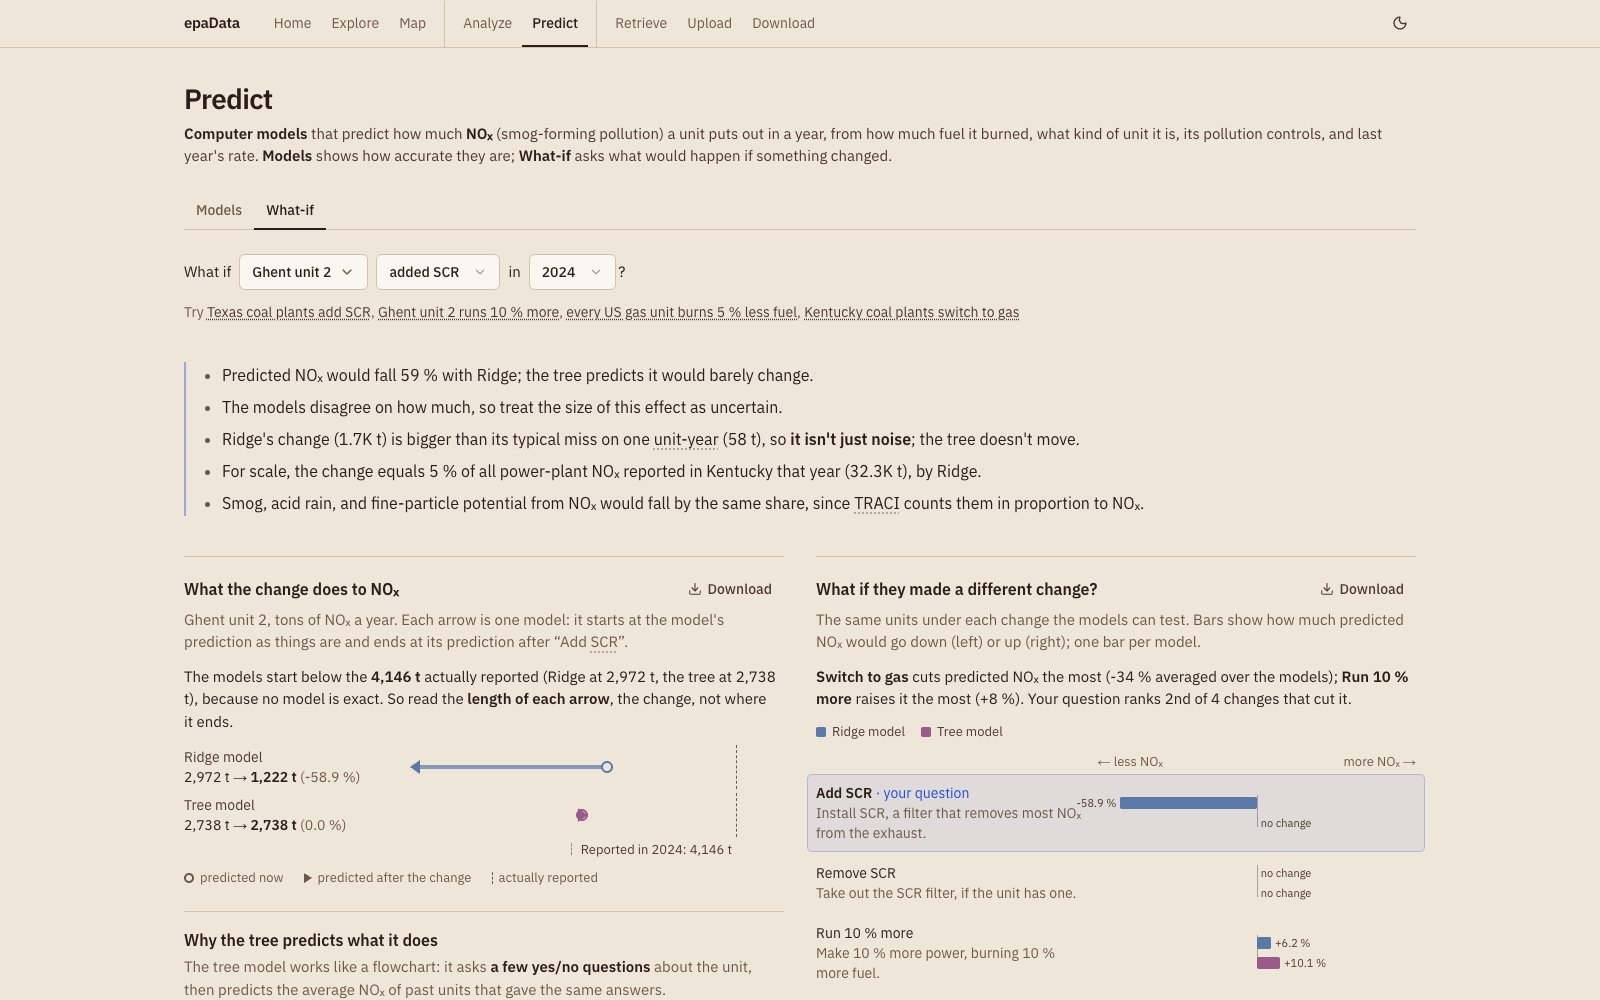 epaData Home Explore Map Analyze Predict Retrieve Upload Download
Predict
Computer models that predict how much NOₓ (smog-forming pollution) a unit puts out in a year, from how much fuel it burned, what kind of unit it is, its pollution controls, and last
year's rate. Models shows how accurate they are; What-if asks what would happen if something changed.
Models What-if
What if Ghent unit 2 added SCR in 2024 ?
Try Texas coal plants add SCR, Ghent unit 2 runs 10 % more, every US gas unit burns 5 % less fuel, Kentucky coal plants switch to gas
• Predicted NOₓ would fall 59 % with Ridge; the tree predicts it would barely change.
• The models disagree on how much, so treat the size of this effect as uncertain.
• Ridge's change (1.7K t) is bigger than its typical miss on one unit-year (58 t), so it isn't just noise; the tree doesn't move.
• For scale, the change equals 5 % of all power-plant NOₓ reported in Kentucky that year (32.3K t), by Ridge.
• Smog, acid rain, and fine-particle potential from NOₓ would fall by the same share, since TRACI counts them in proportion to NOₓ.
What the change does to NOₓ Download
Ghent unit 2, tons of NOₓ a year. Each arrow is one model: it starts at the model's
prediction as things are and ends at its prediction after “Add SCR”.
The models start below the 4,146 t actually reported (Ridge at 2,972 t, the tree at 2,738
t), because no model is exact. So read the length of each arrow, the change, not where
it ends.
Ridge model
2,972 t → 1,222 t (-58.9 %)
Tree model
2,738 t → 2,738 t (0.0 %)
Reported in 2024: 4,146 t
predicted now predicted after the change actually reported
Why the tree predicts what it does
The tree model works like a flowchart: it asks a few yes/no questions about the unit,
then predicts the average NOₓ of past units that gave the same answers.
What if they made a different change? Download
The same units under each change the models can test. Bars show how much predicted
NOₓ would go down (left) or up (right); one bar per model.
Switch to gas cuts predicted NOₓ the most (-34 % averaged over the models); Run 10 %
more raises it the most (+8 %). Your question ranks 2nd of 4 changes that cut it.
Ridge model Tree model
← less NOₓ more NOₓ →
Add SCR · your question
Install SCR, a filter that removes most NOₓ
from the exhaust.
-58.9 %
no change
Remove SCR
Take out the SCR filter, if the unit has one.
no change
no change
Run 10 % more
Make 10 % more power, burning 10 %
more fuel.
+6.2 %
+10.1 %